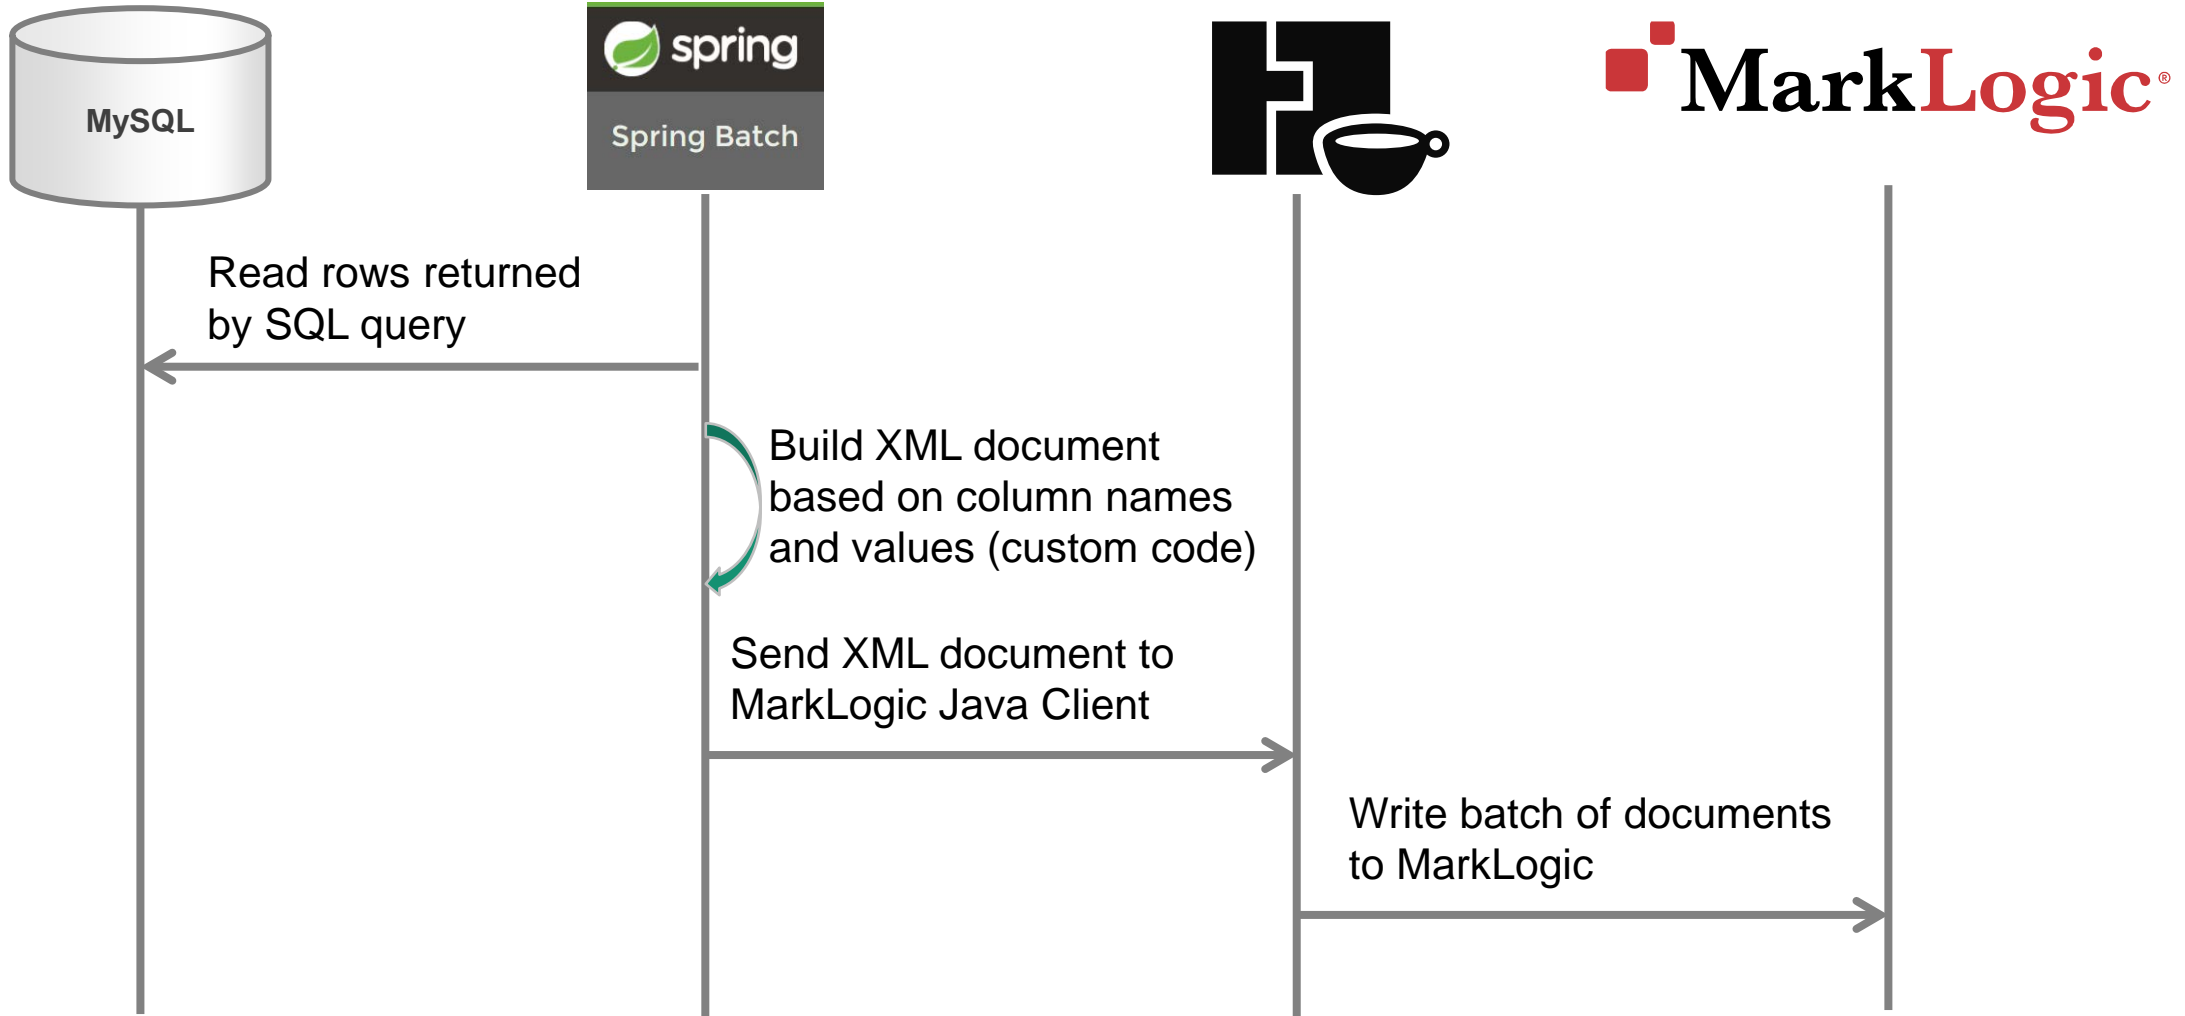 MySQL
spring
Spring Batch
MarkLogic®
Read rows returned
by SQL query
Build XML document
based on column names
and values (custom code)
Send XML document to
MarkLogic Java Client
Write batch of documents
to MarkLogic